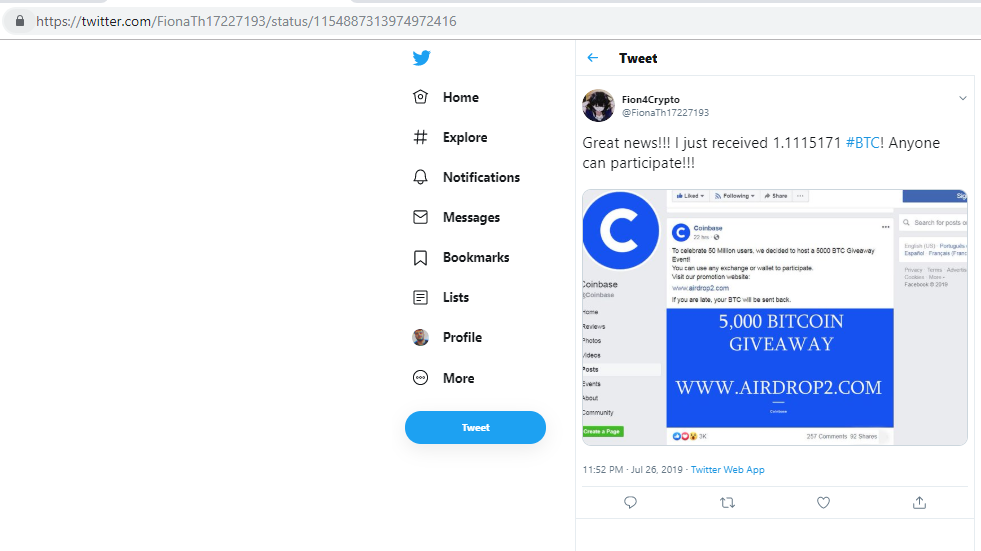 https://twitter.com/FionaTh17227193/status/1154887313974972416
Home
Explore
Notifications
Messages
Bookmarks
Lists
Profile
More
Tweet
Tweet
Fion4Crypto
@FionaTh17227193
Great news!!! I just received 1.1115171 #BTC! Anyone
can participate!!!
Liked
Following
Share
Sig
Coinbase
22 hrs
To celebrate 50 Million users, we decided to host a 5000 BTC Giveaway
Event!
You can use any exchange or wallet to participate.
Visit our promotion website:
www.airdrop2.com
If you are late, your BTC will be sent back.
5,000 BITCOIN
GIVEAWAY
WWW.AIRDROP2.COM
Coinbase
3K
257 Comments 92 Shares
Coinbase
@Coinbase
Home
Reviews
Photos
Videos
Posts
Events
About
Community
Create a Page
Search for posts o
English (US) · Português
Español · Français (Franc
Privacy · Terms · Advertis
Cookies · More
Facebook © 2019
11:52 PM · Jul 26, 2019 · Twitter Web App